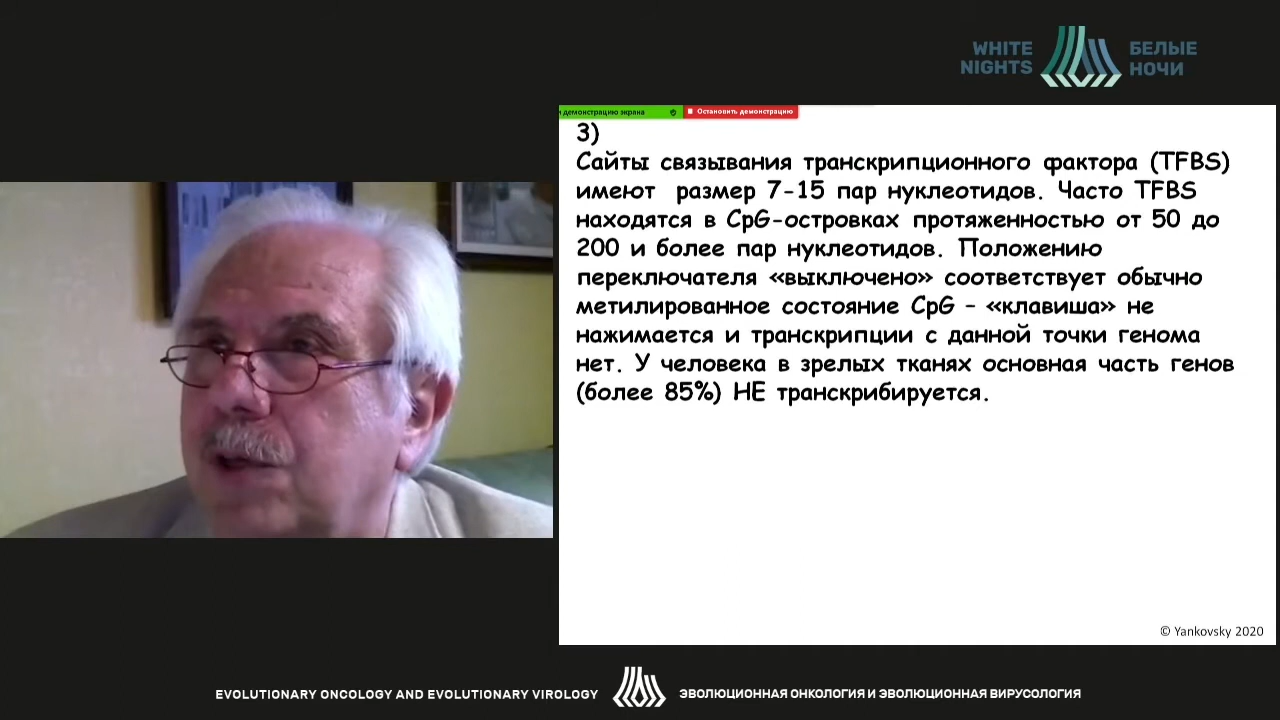 WHITE
NIGHTS
БЕЛЫЕ
НОЧИ
демонстрацию экрана
Остановить демонстрацию
3)
Сайты связывания транскрипционного фактора (TFBS)
имеют размер 7-15 пар нуклеотидов. Часто TFBS
находятся в CpG-островках протяженностью от 50 до
200 и более пар нуклеотидов. Положению
переключателя «выключено» соответствует обычно
метилированное состояние CpG – «клавиша» не
нажимается и транскрипции с данной точки генома
нет. У человека в зрелых тканях основная часть генов
(более 85%) НЕ транскрибируется.
© Yankovsky 2020
EVOLUTIONARY ONCOLOGY AND EVOLUTIONARY VIROLOGY
ЭВОЛЮЦИОННАЯ ОНКОЛОГИЯ И ЭВОЛЮЦИОННАЯ ВИРУСОЛОГИЯ